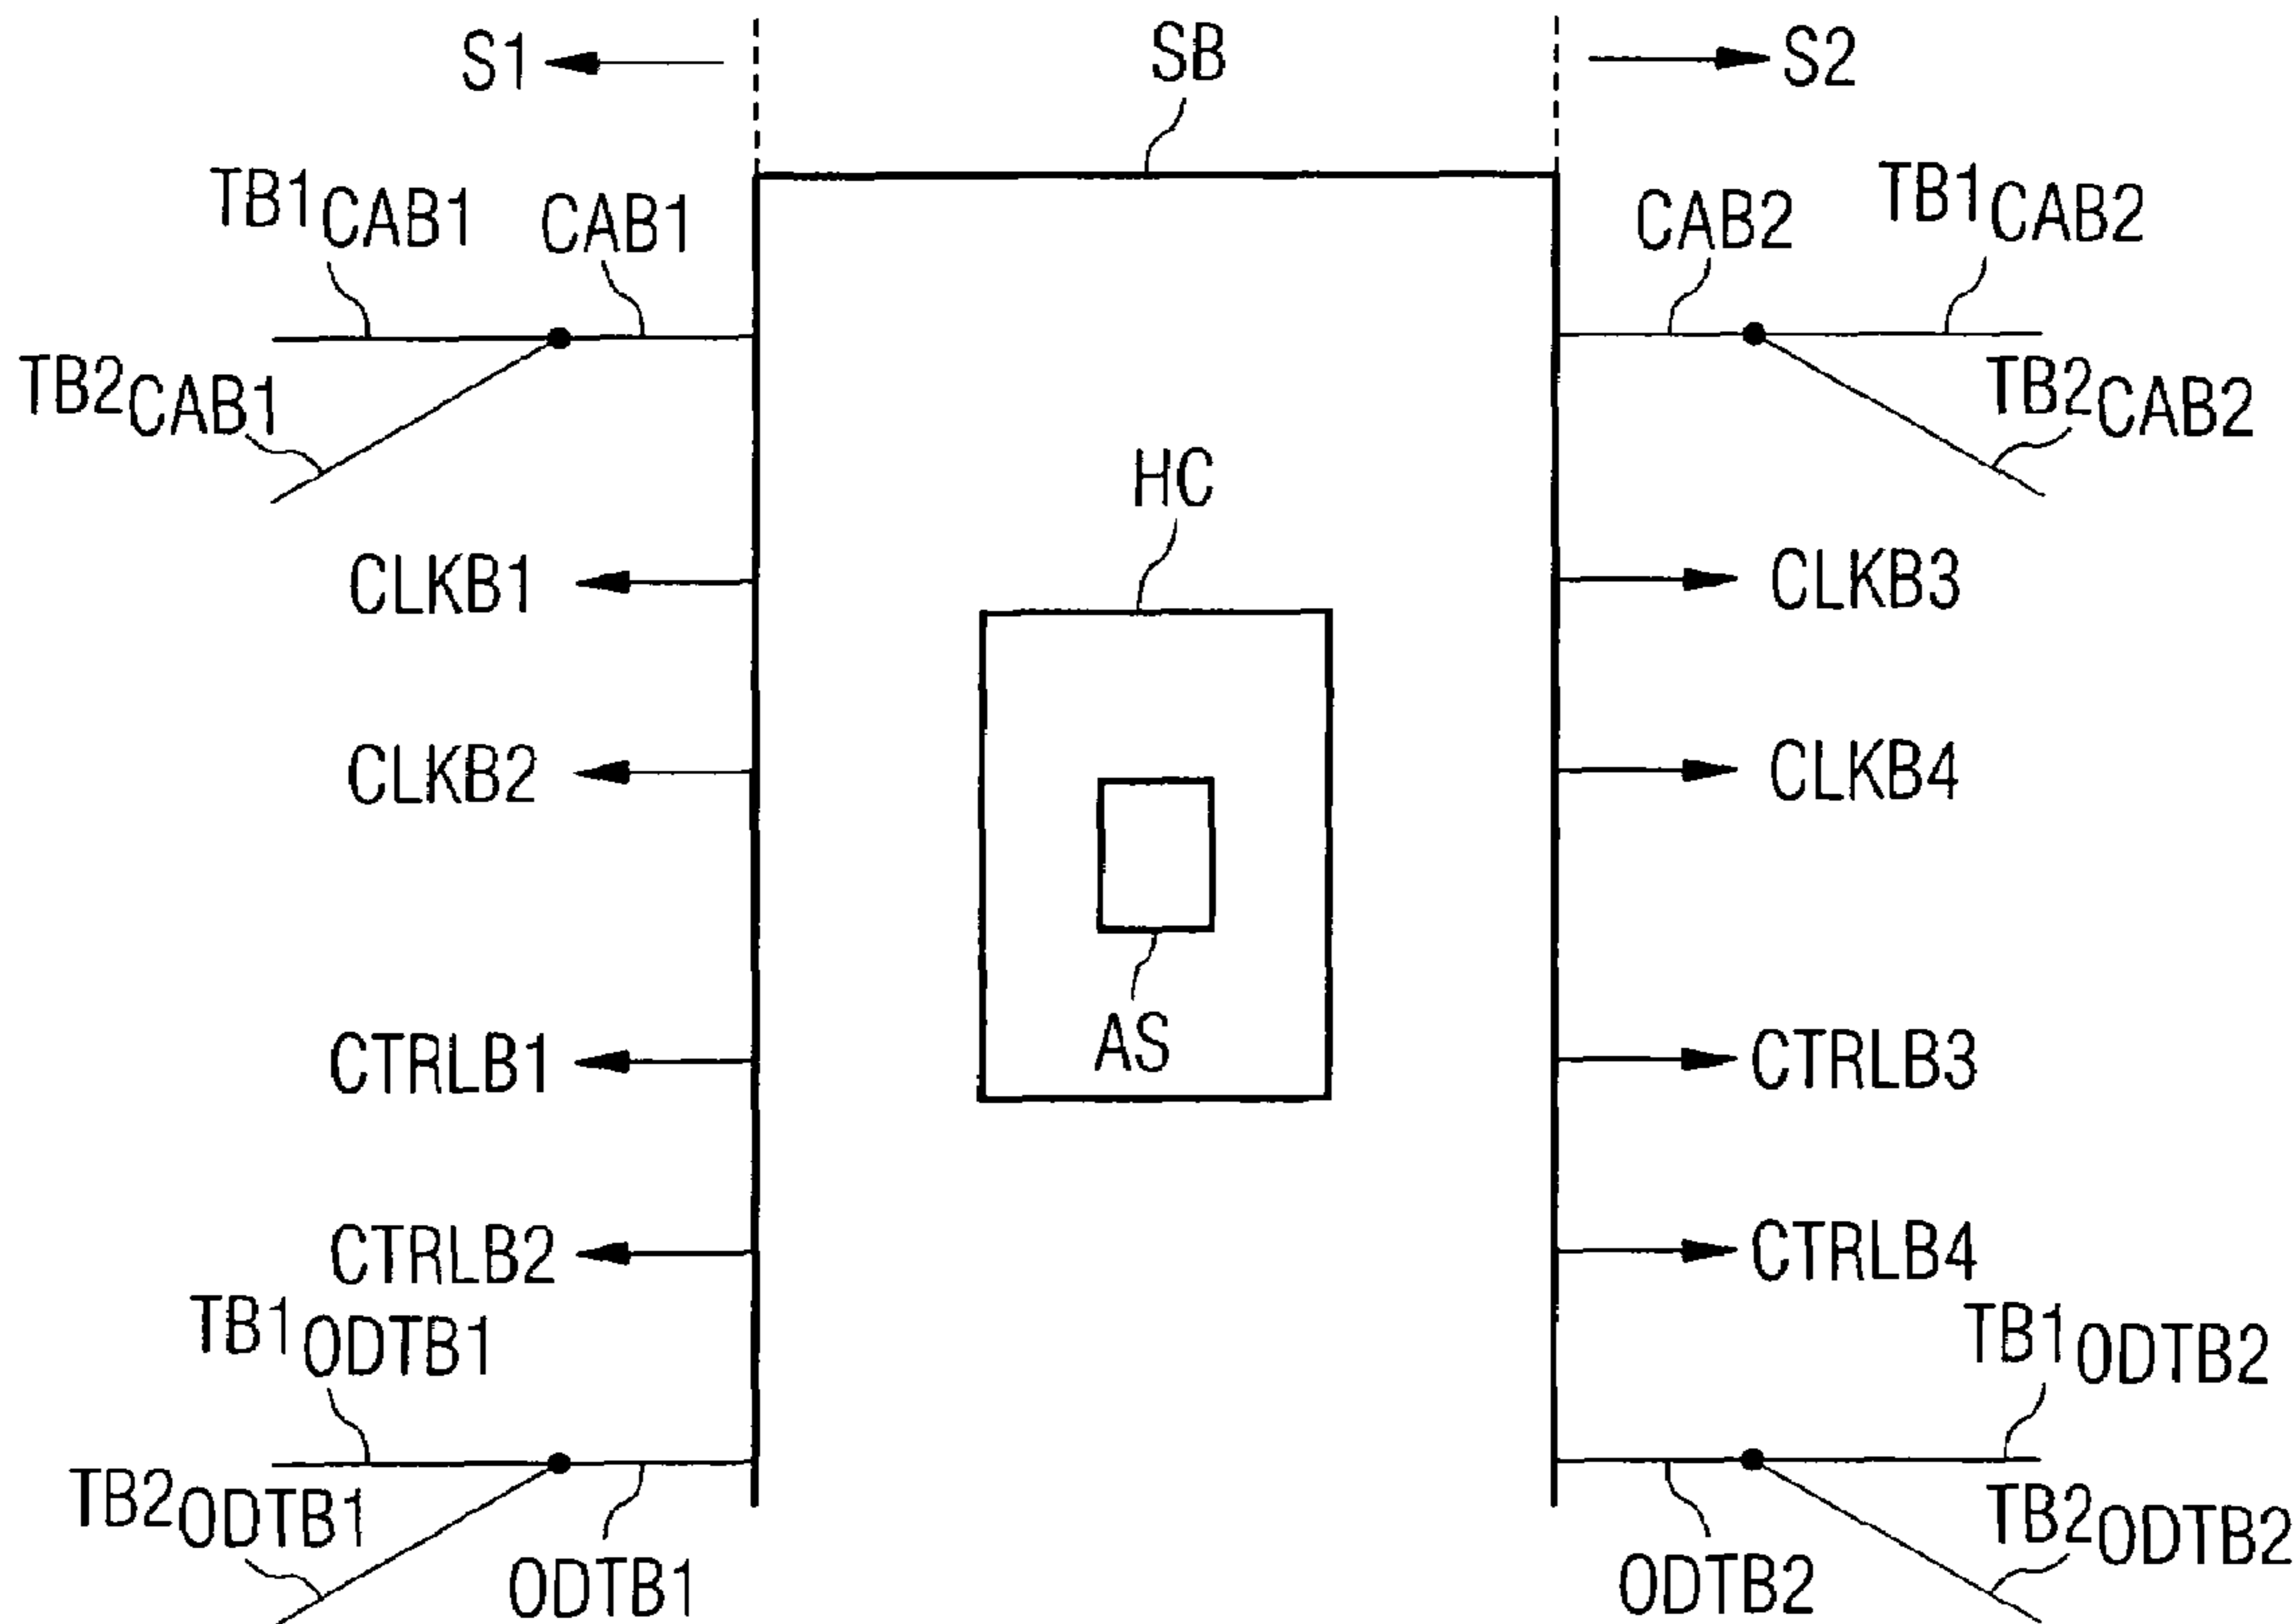 S1
SB
S2
TB1CAB1
CAB1
CAB2
TB1CAB2
TB2CAB1
TB2CAB2
HC
CLKB1
CLKB3
CLKB2
CLKB4
AS
CTRLB1
CTRLB3
CTRLB2
CTRLB4
TB1ODTB1
TB1ODTB2
TB2ODTB1
TB2ODTB2
ODTB1
ODTB2